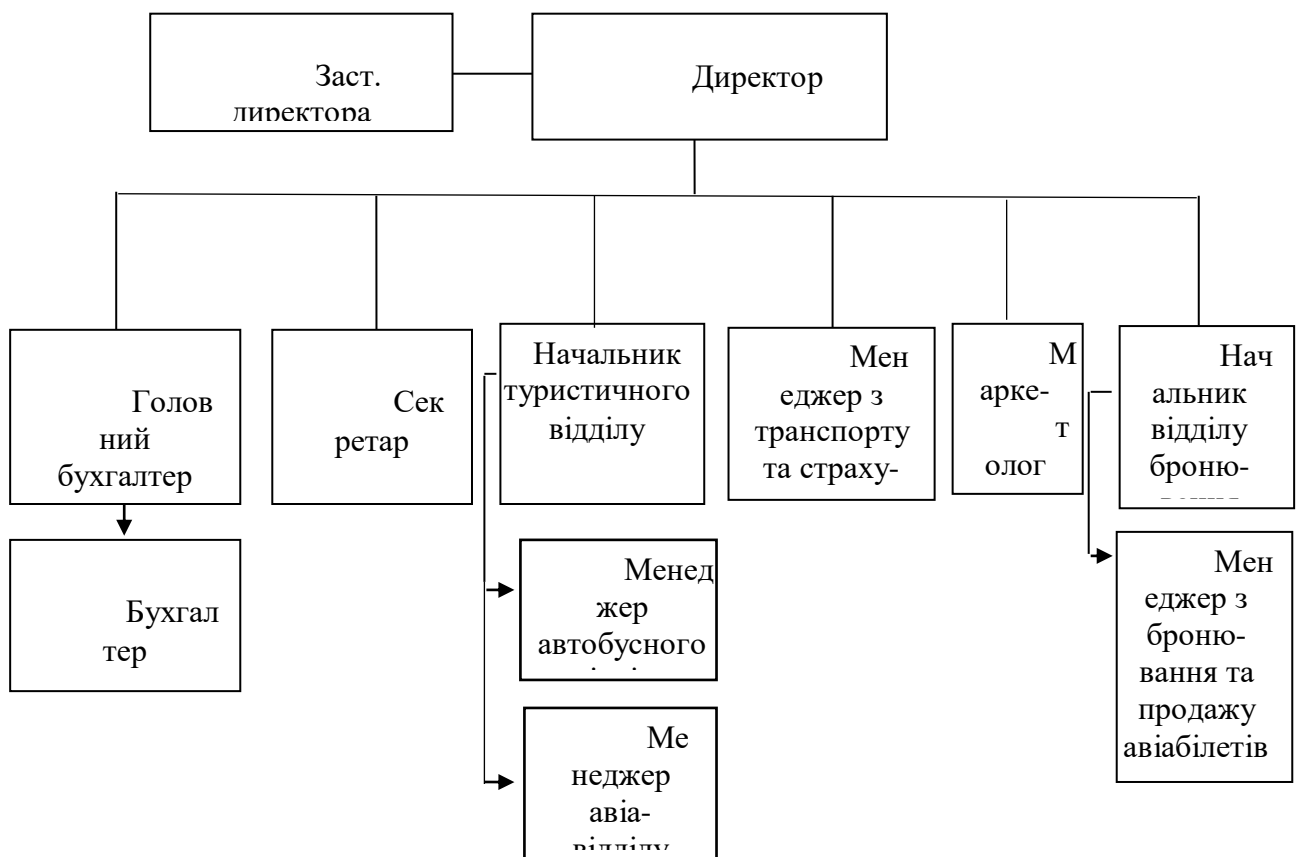 Заст.
директора
Директор
Голов
ний
бухгалтер
Сек
ретар
Начальник
туристичного
відділу
Мен
еджер з
транспорту
та страху-
М
арке-
т
олог
Нач
альник
відділу
броню-
Бухгал
тер
Менед
жер
автобусного
Ме
неджер
авіа-
відділу
Мен
еджер з
броню-
вання та
продажу
авіабілетів